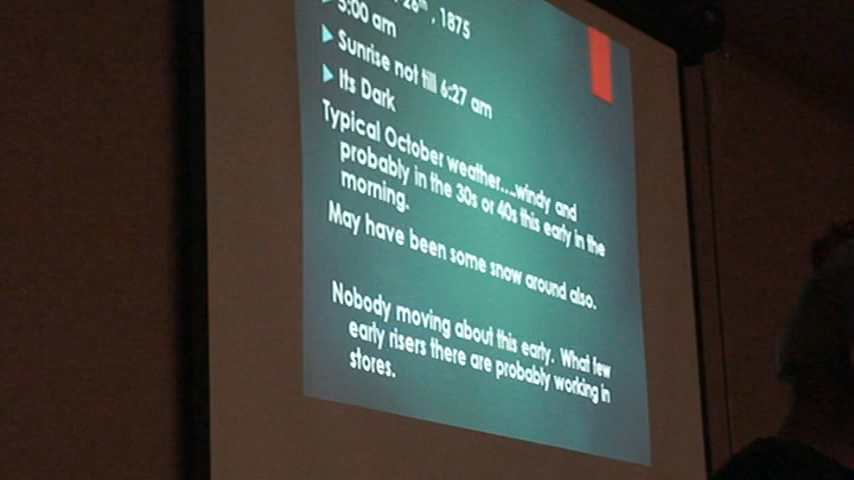 26th, 1875
5:00 am
Sunrise not till 6:27 am
Its Dark
Typical October weather....windy and
probably in the 30s or 40s this early in the
morning.
May have been some snow around also.
Nobody moving about this early. What few
early risers there are probably working in
stores.